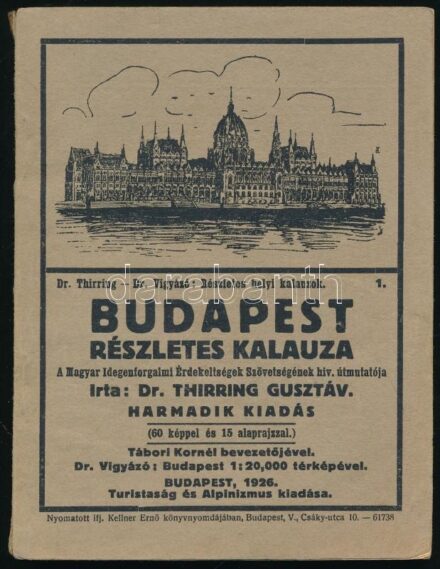 Dr. Thirring — Dr. Vigyázó: Részletes helyi kalauzok. 1.
darabanth
BUDAPEST
RÉSZLETES KALAUZA
A Magyar Idegenforgalmi Érdekeltségek Szövetségének hiv. útmutatója
Irta: Dr. THIRRING GUSZTÁV.
HARMADIK KIADÁS
(60 képpel és 15 alaprajzzal.)
Tábori Kornél bevezetőjével.
Dr. Vigyázó: Budapest 1:20,000 térképével.
BUDAPEST, 1926.
Turistaság és Alpinizmus kiadása.
Nyomatott ifj. Kellner Ernő könyvnyomdájában, Budapest, V., Csáky-utca 10. — 61738